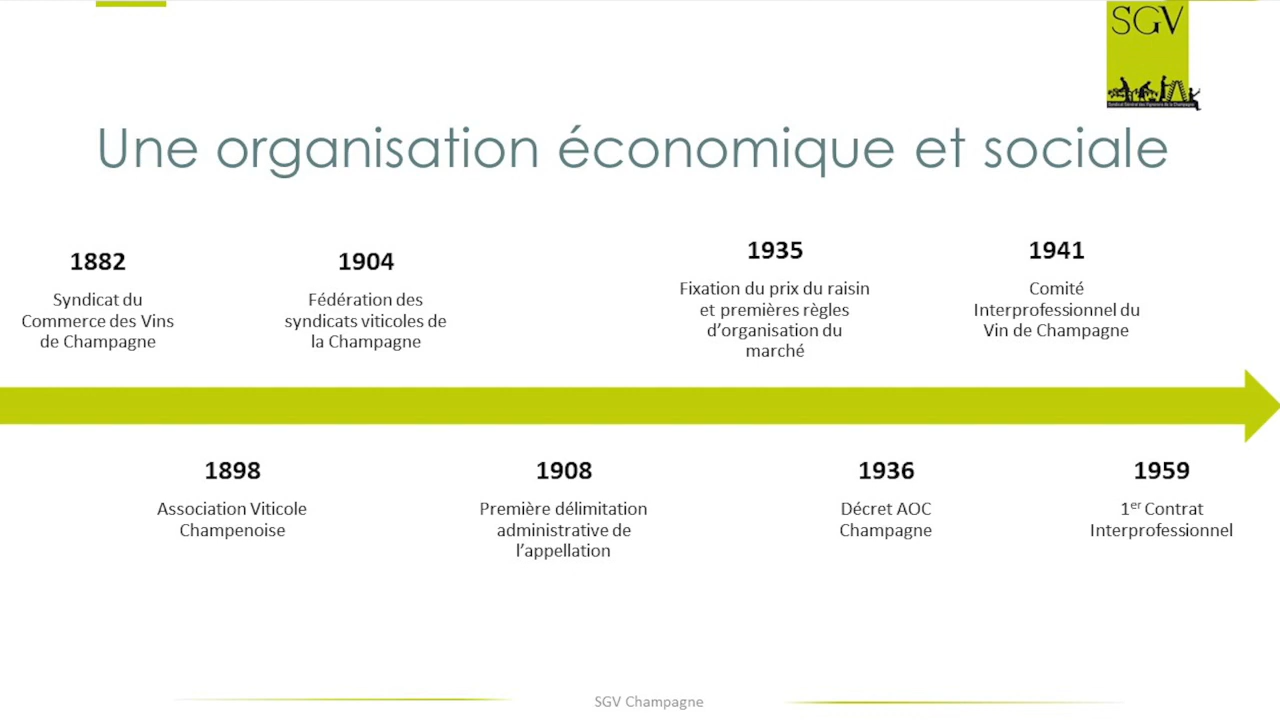 SGV
Syndicat Général des Vignerons de la Champagne
Une organisation économique et sociale
1882
Syndicat du
Commerce des Vins
de Champagne
1904
Fédération des
syndicats viticoles de
la Champagne
1935
Fixation du prix du raisin
et premières règles
d’organisation du
marché
1941
Comité
Interprofessionnel du
Vin de Champagne
1898
Association Viticole
Champenoise
1908
Première délimitation
administrative de
l’appellation
1936
Décret AOC
Champagne
1959
1er Contrat
Interprofessionnel
SGV Champagne